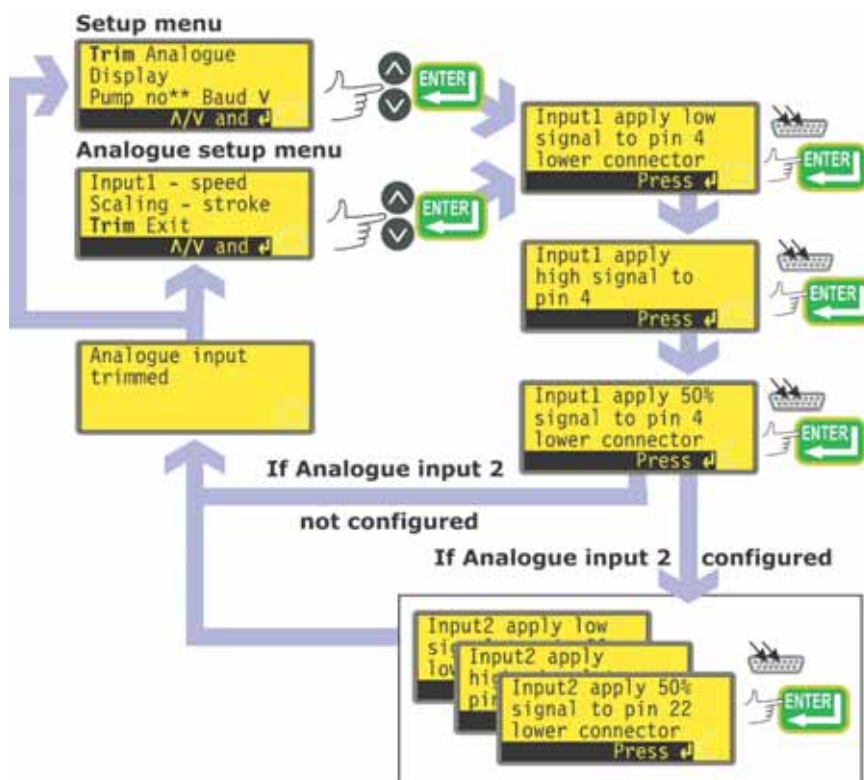 Setup menu
Trim Analogue
Display
Pump no** Baud V
Λ/V and ↲
ENTER
Analogue setup menu
Input1 - speed
Scaling - stroke
Trim Exit
Λ/V and ↲
ENTER
Input1 apply low
signal to pin 4
lower connector
Press ↲
ENTER
Input1 apply
high signal to
pin 4
Press ↲
ENTER
Input1 apply 50%
signal to pin 4
lower connector
Press ↲
ENTER
Analogue input
trimmed
If Analogue input 2
not configured
If Analogue input 2 configured
Input2 apply low
Input2 apply
Input2 apply 50%
signal to pin 22
lower connector
Press ↲
ENTER